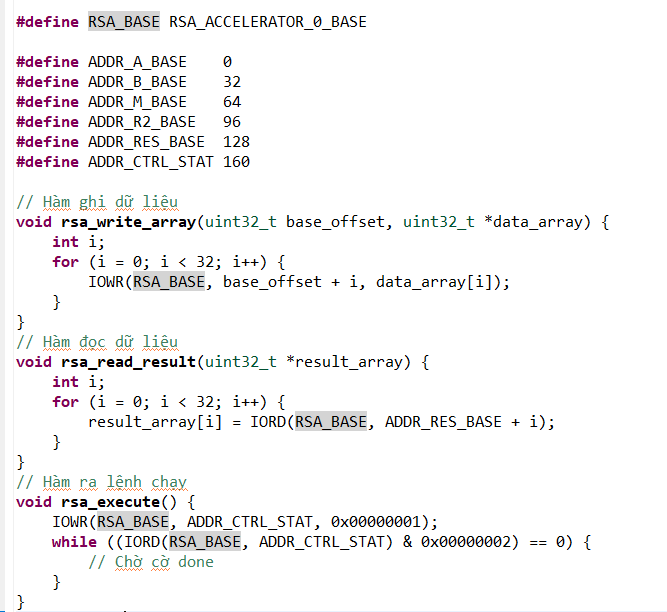 #define RSA_BASE RSA_ACCELERATOR_0_BASE
#define ADDR_A_BASE    0
#define ADDR_B_BASE    32
#define ADDR_M_BASE    64
#define ADDR_R2_BASE   96
#define ADDR_RES_BASE  128
#define ADDR_CTRL_STAT 160
// Hàm ghi dữ liệu
void rsa_write_array(uint32_t base_offset, uint32_t *data_array) {
    int i;
    for (i = 0; i < 32; i++) {
        IOWR(RSA_BASE, base_offset + i, data_array[i]);
    }
}
// Hàm đọc dữ liệu
void rsa_read_result(uint32_t *result_array) {
    int i;
    for (i = 0; i < 32; i++) {
        result_array[i] = IORD(RSA_BASE, ADDR_RES_BASE + i);
    }
}
// Hàm ra lệnh chạy
void rsa_execute() {
    IOWR(RSA_BASE, ADDR_CTRL_STAT, 0x00000001);
    while ((IORD(RSA_BASE, ADDR_CTRL_STAT) & 0x00000002) == 0) {
        // Chờ cờ done
    }
}